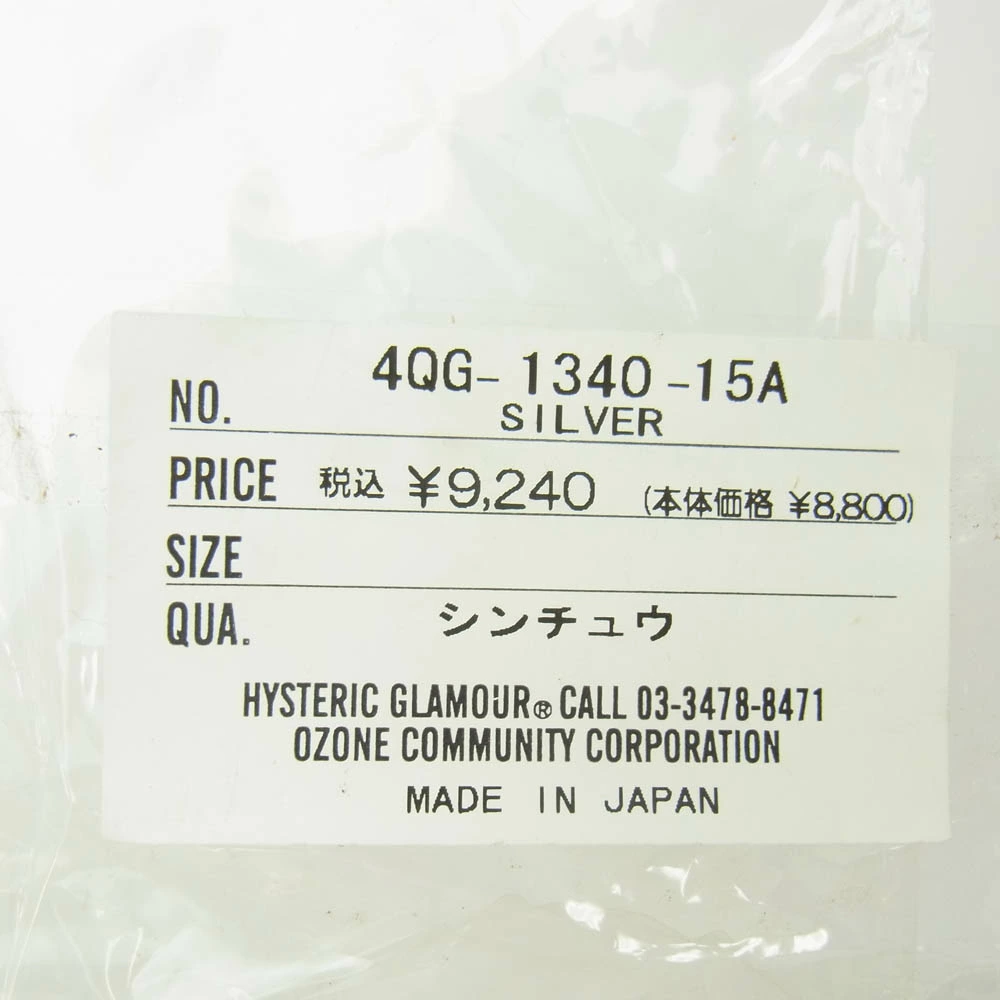 NO. 4QG-1340-15A
SILVER
PRICE 税込 ¥9,240 (本体価格 ¥8,800)
SIZE
QUA. シンチュウ
HYSTERIC GLAMOUR® CALL 03-3478-8471
OZONE COMMUNITY CORPORATION
MADE IN JAPAN